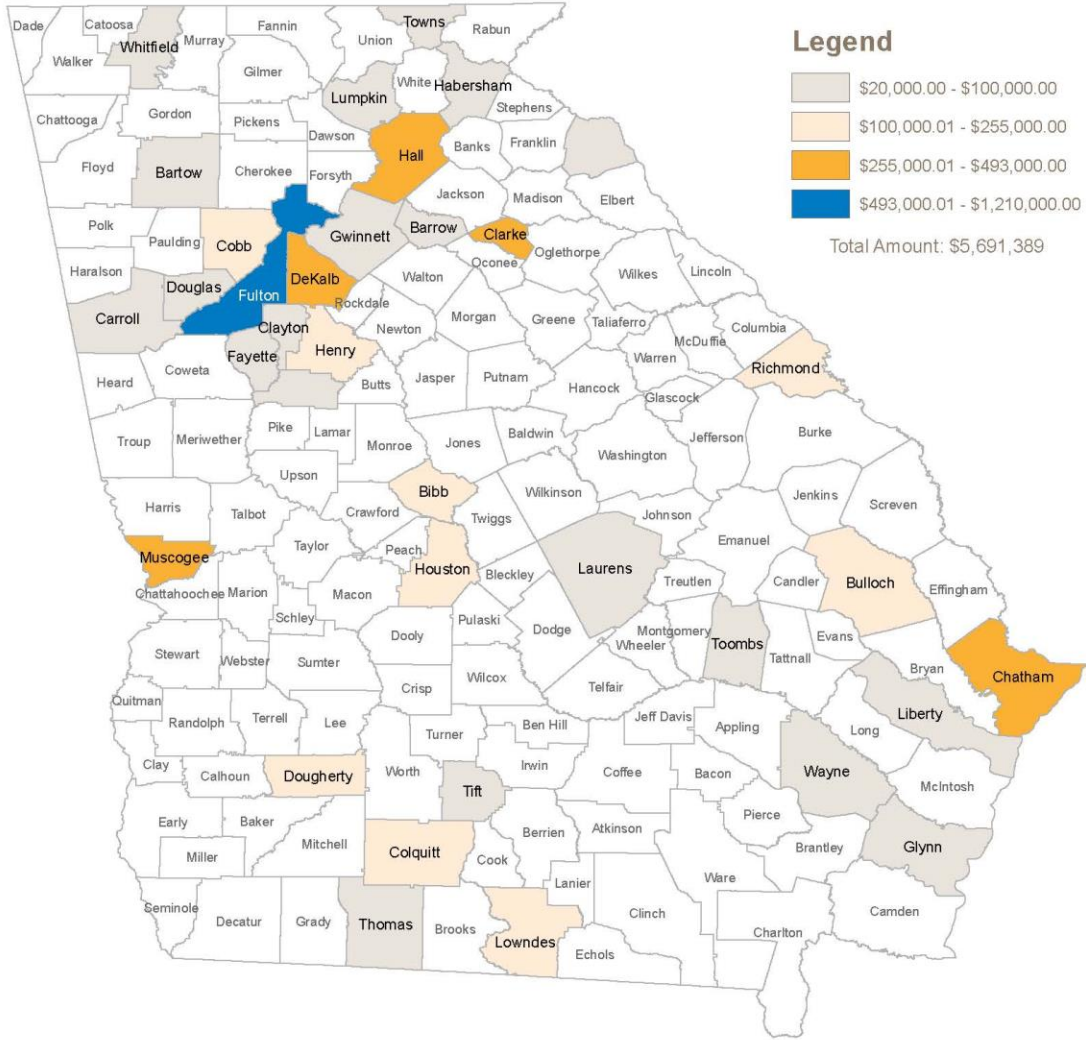 Legend
$20,000.00 - $100,000.00
$100,000.01 - $255,000.00
$255,000.01 - $493,000.00
$493,000.01 - $1,210,000.00
Total Amount: $5,691,389
Dade
Catoosa
Whitfield
Murray
Fannin
Union
Towns
Rabun
Walker
Gilmer
White
Habersham
Lumpkin
Stephens
Chattooga
Gordon
Pickens
Dawson
Hall
Banks
Franklin
Floyd
Bartow
Cherokee
Forsyth
Jackson
Madison
Elbert
Polk
Paulding
Cobb
Gwinnett
Barrow
Clarke
Oconee
Oglethorpe
Haralson
Douglas
Fulton
DeKalb
Walton
Wilkes
Lincoln
Carroll
Clayton
Rockdale
Newton
Morgan
Greene
Taliaferro
McDuffie
Columbia
Fayette
Henry
Warren
Richmond
Heard
Coweta
Butts
Jasper
Putnam
Hancock
Glascock
Troup
Meriwether
Pike
Lamar
Monroe
Jones
Baldwin
Washington
Jefferson
Burke
Upson
Bibb
Wilkinson
Jenkins
Screven
Harris
Talbot
Crawford
Twiggs
Johnson
Emanuel
Muscogee
Taylor
Peach
Houston
Bleckley
Laurens
Treutlen
Candler
Bulloch
Effingham
Chattahoochee
Marion
Macon
Schley
Pulaski
Dodge
Wheeler
Montgomery
Toombs
Evans
Tattnall
Stewart
Webster
Sumter
Dooly
Bryan
Chatham
Crisp
Wilcox
Telfair
Quitman
Randolph
Terrell
Lee
Turner
Ben Hill
Jeff Davis
Appling
Long
Liberty
Clay
Calhoun
Dougherty
Worth
Tift
Irwin
Coffee
Bacon
Wayne
McIntosh
Early
Baker
Mitchell
Berrien
Atkinson
Pierce
Brantley
Glynn
Miller
Colquitt
Cook
Lanier
Ware
Seminole
Decatur
Grady
Thomas
Brooks
Lowndes
Echols
Clinch
Charlton
Camden